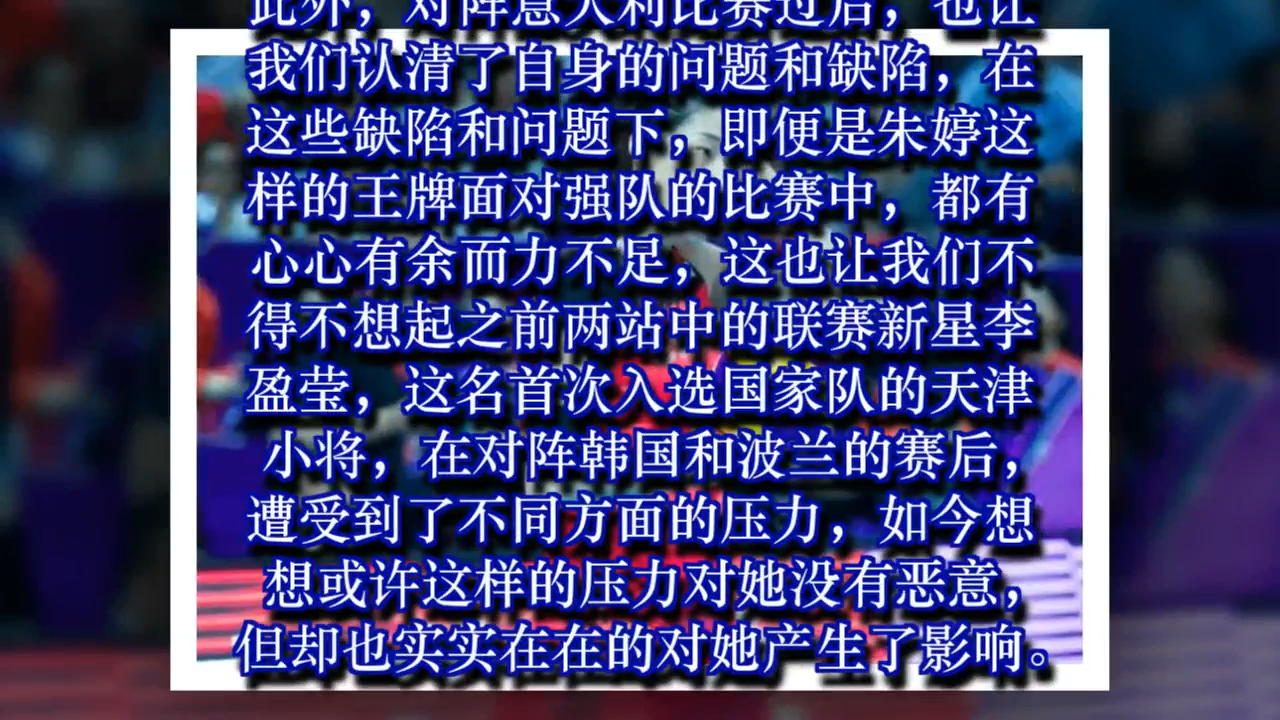 此外，对阵意大利比赛过后，也让
我们认清了自身的问题和缺陷，在
这些缺陷和问题下，即便是朱婷这
样的王牌面对强队的比赛中，都有
心心有余而力不足，这也让我们不
得不想起之前两站中的联赛新星李
盈莹，这名首次入选国家队的天津
小将，在对阵韩国和波兰的赛后，
遭受到了不同方面的压力，如今想
想或许这样的压力对她没有恶意，
但却也实实在在的对她产生了影响。